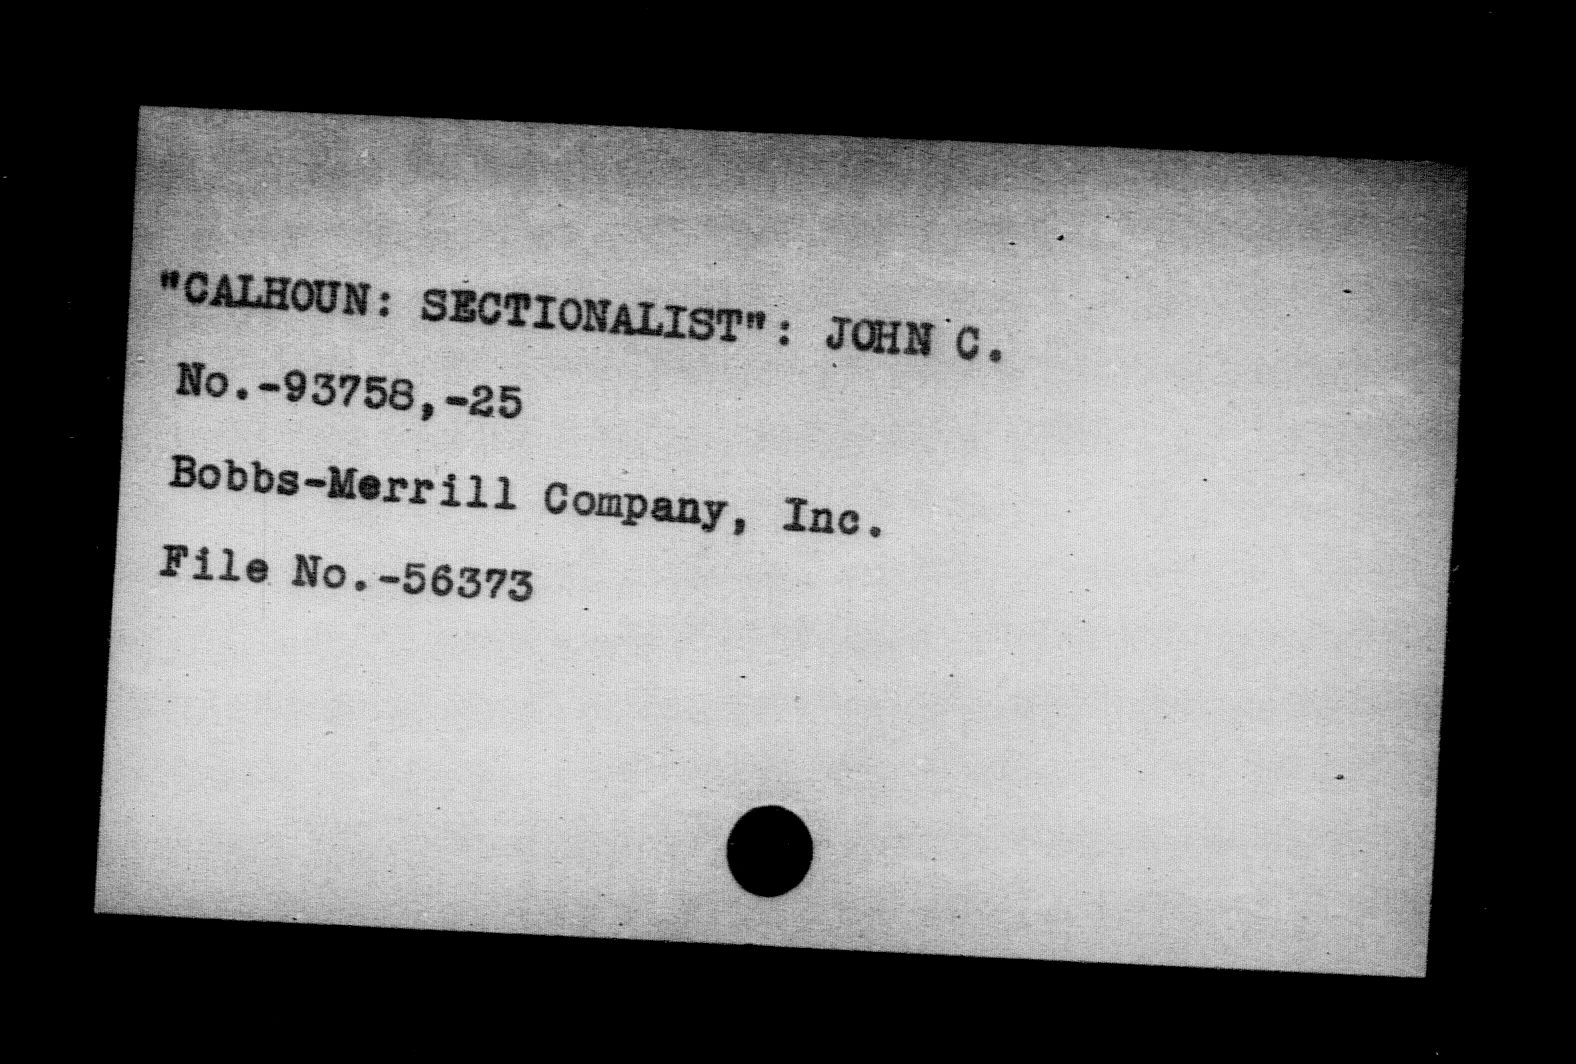 "CALHOUN: SECTIONALIST": JOHN C.
No.-93758,-25
Bobbs-Merrill Company, Inc.
File No.-56373